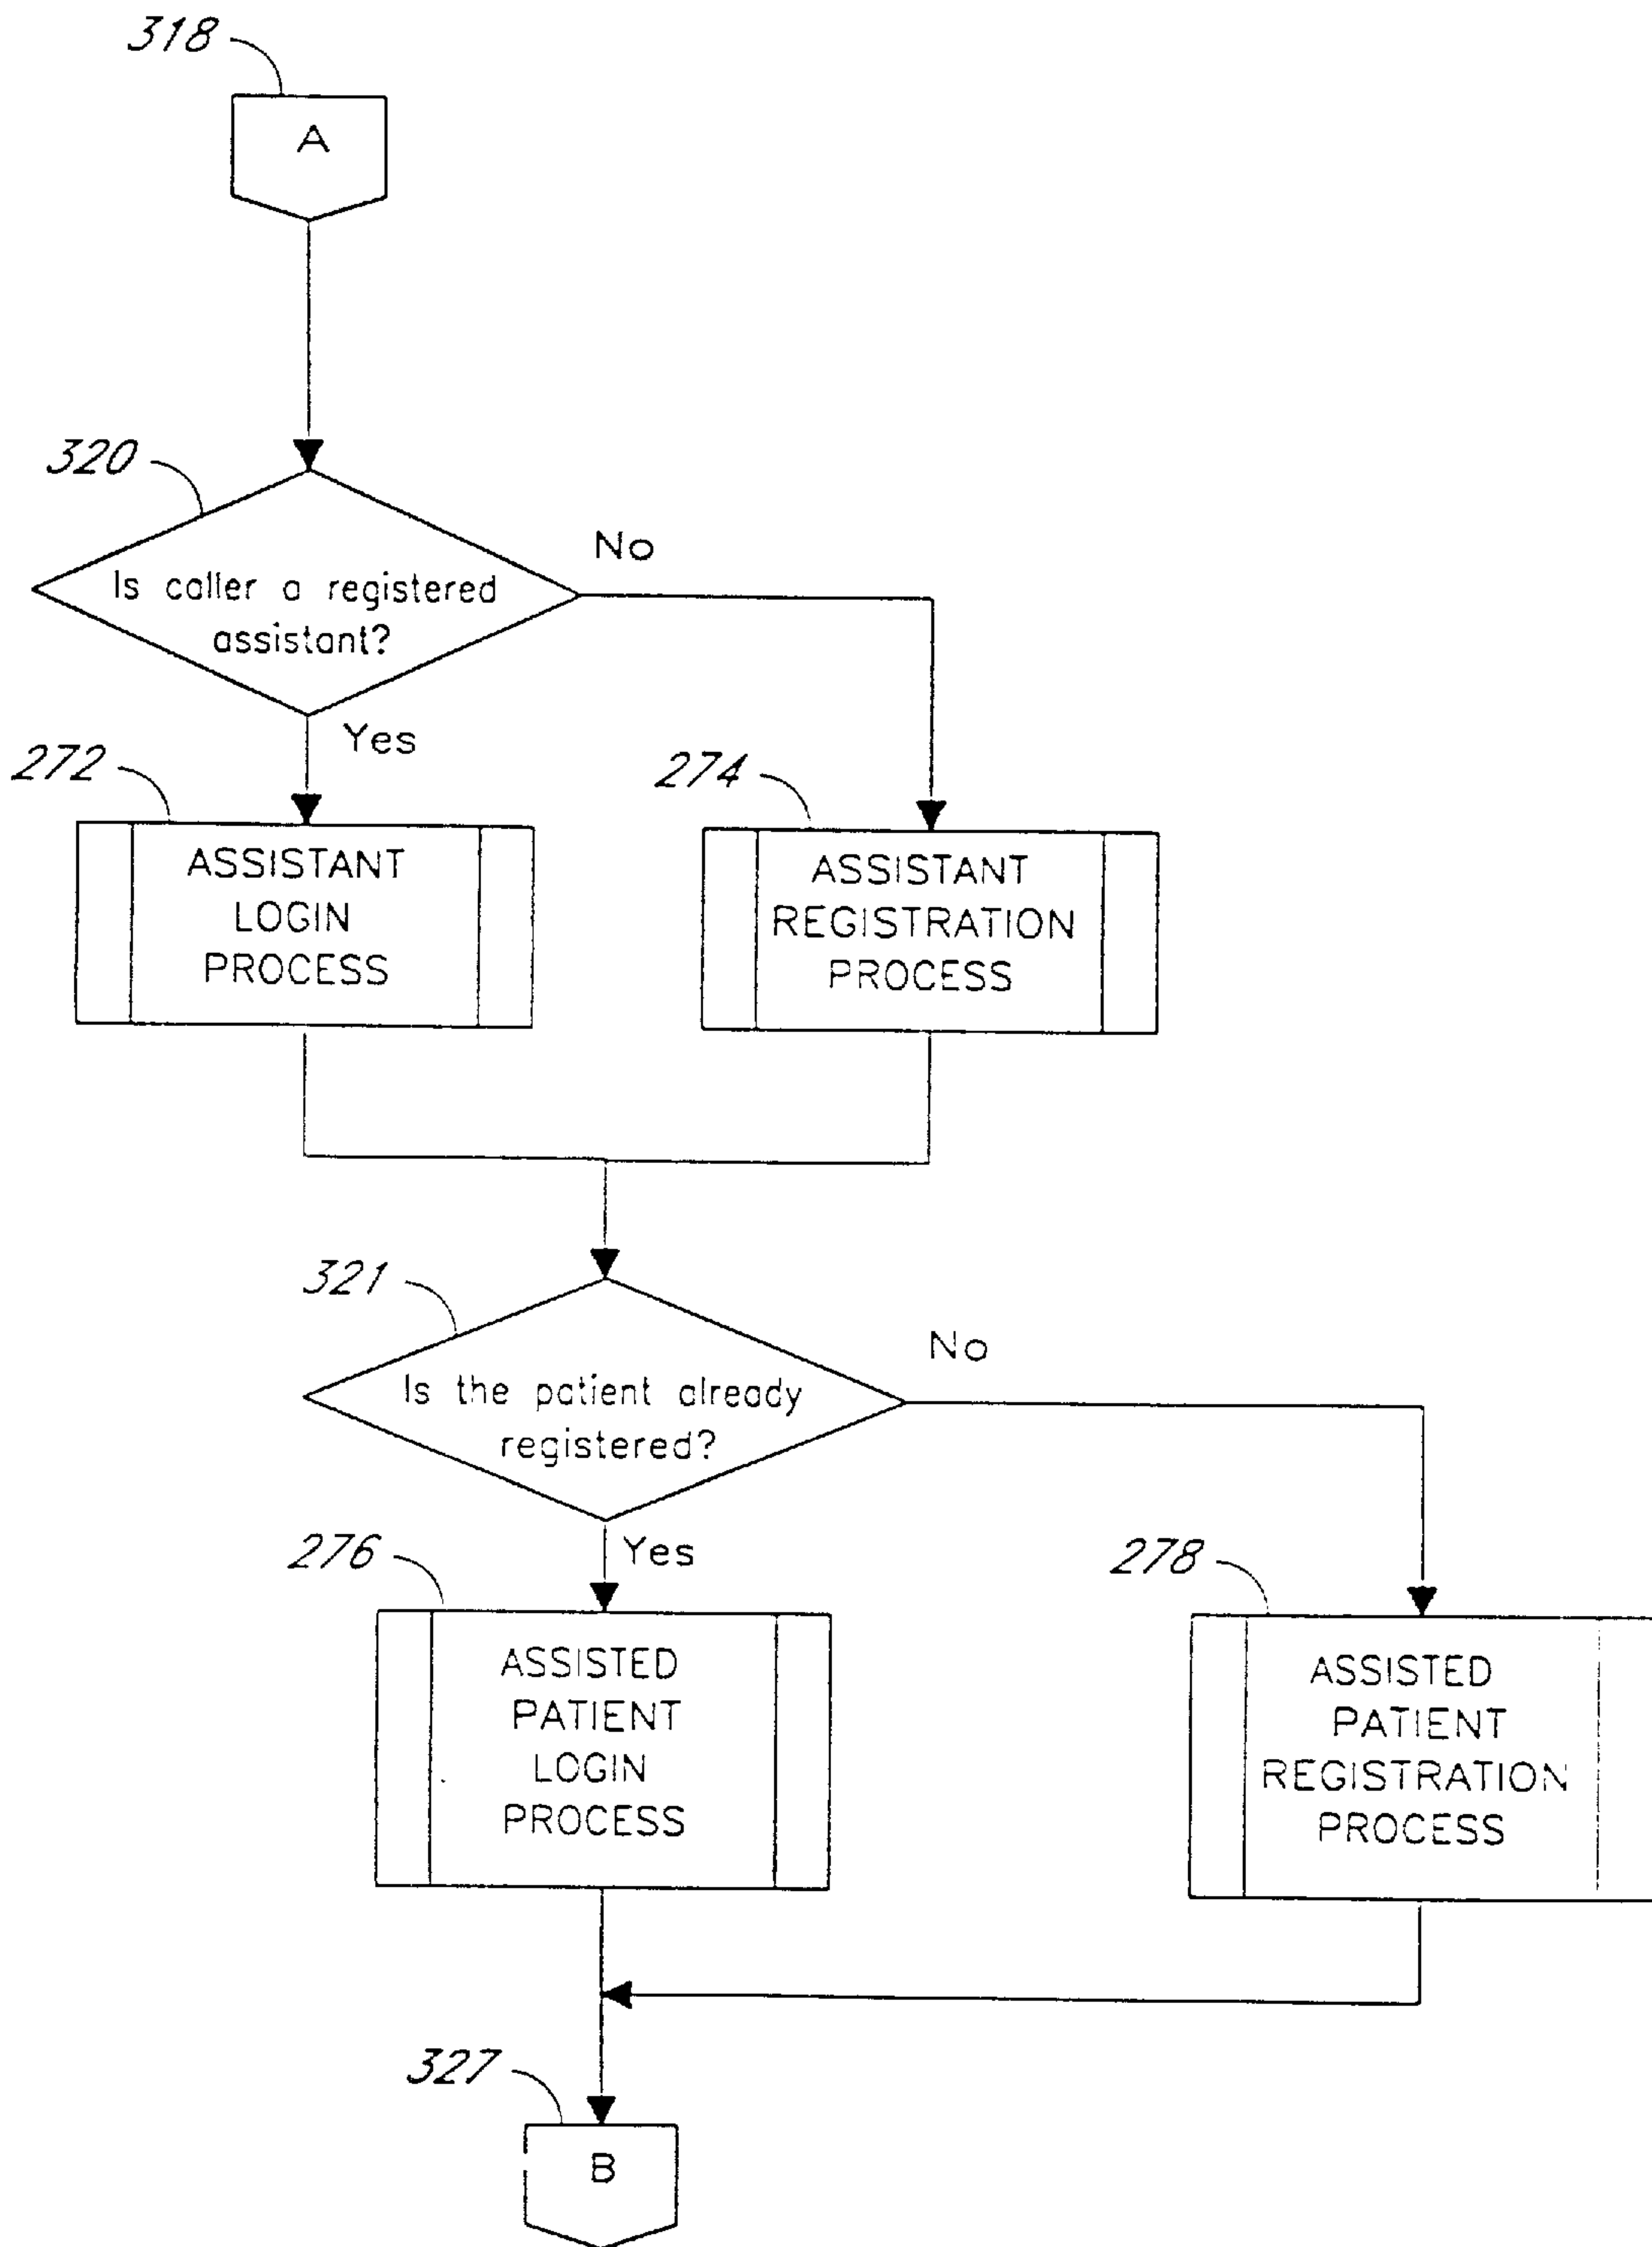 318
A
320
No
Is caller a registered
assistant?
Yes
272
274
ASSISTANT
LOGIN
PROCESS
ASSISTANT
REGISTRATION
PROCESS
321
No
Is the patient already
registered?
Yes
276
278
ASSISTED
PATIENT
LOGIN
PROCESS
ASSISTED
PATIENT
REGISTRATION
PROCESS
327
B